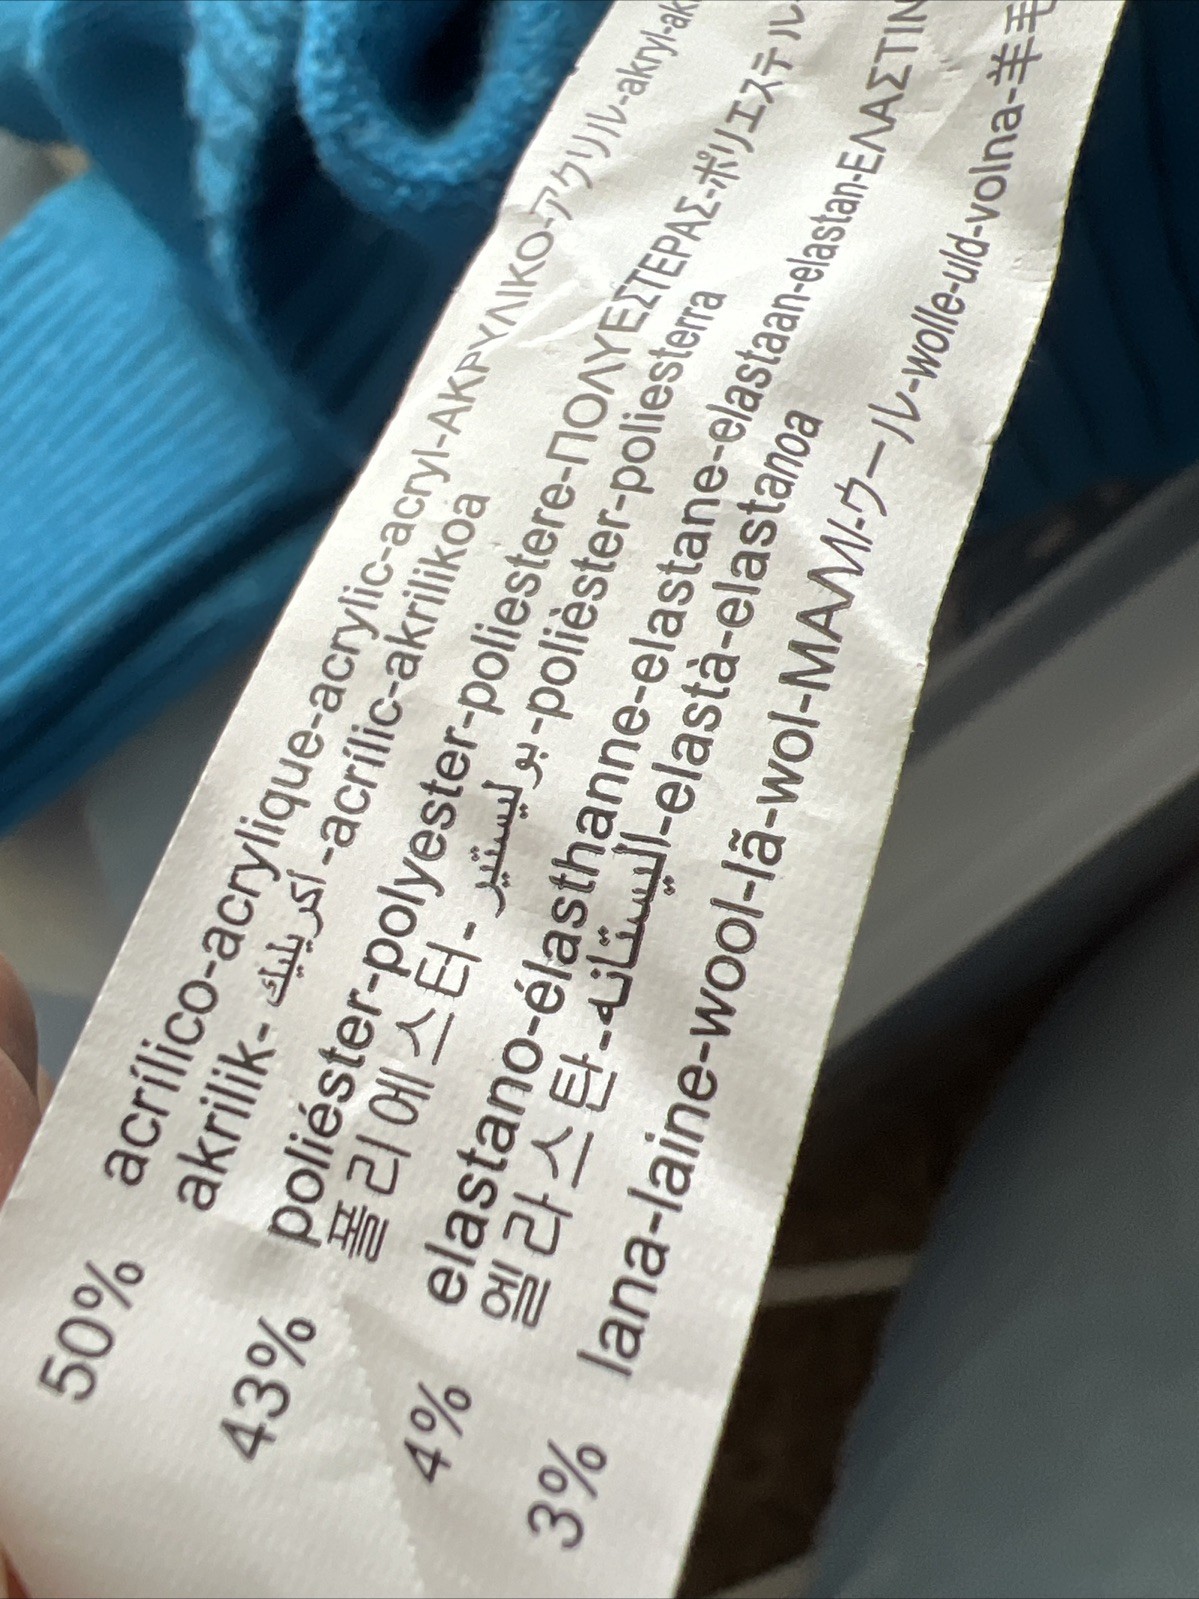 50% acrílico-acrylique-acrylic-acryl-ΑΚΡΥΛΙΚΟ-アクリル-akryl-ak
akrilik- أكريليك -acrílic-akrilikoa
43% poliéster-polyester-poliestere-ΠΟΛΥΕΣΤΕΡΑΣ-ポリエステル
폴리에스터- بوليستير -polièster-poliesterra
4% elastano-élasthanne-elastane-elastaan-elastan-ΕΛΑΣΤΙΝ
엘라스탄-اليستانه-elastà-elastanoa
3% lana-laine-wool-lã-wol-ΜΑΛΛΙ-ウール-wolle-uld-volna-羊毛